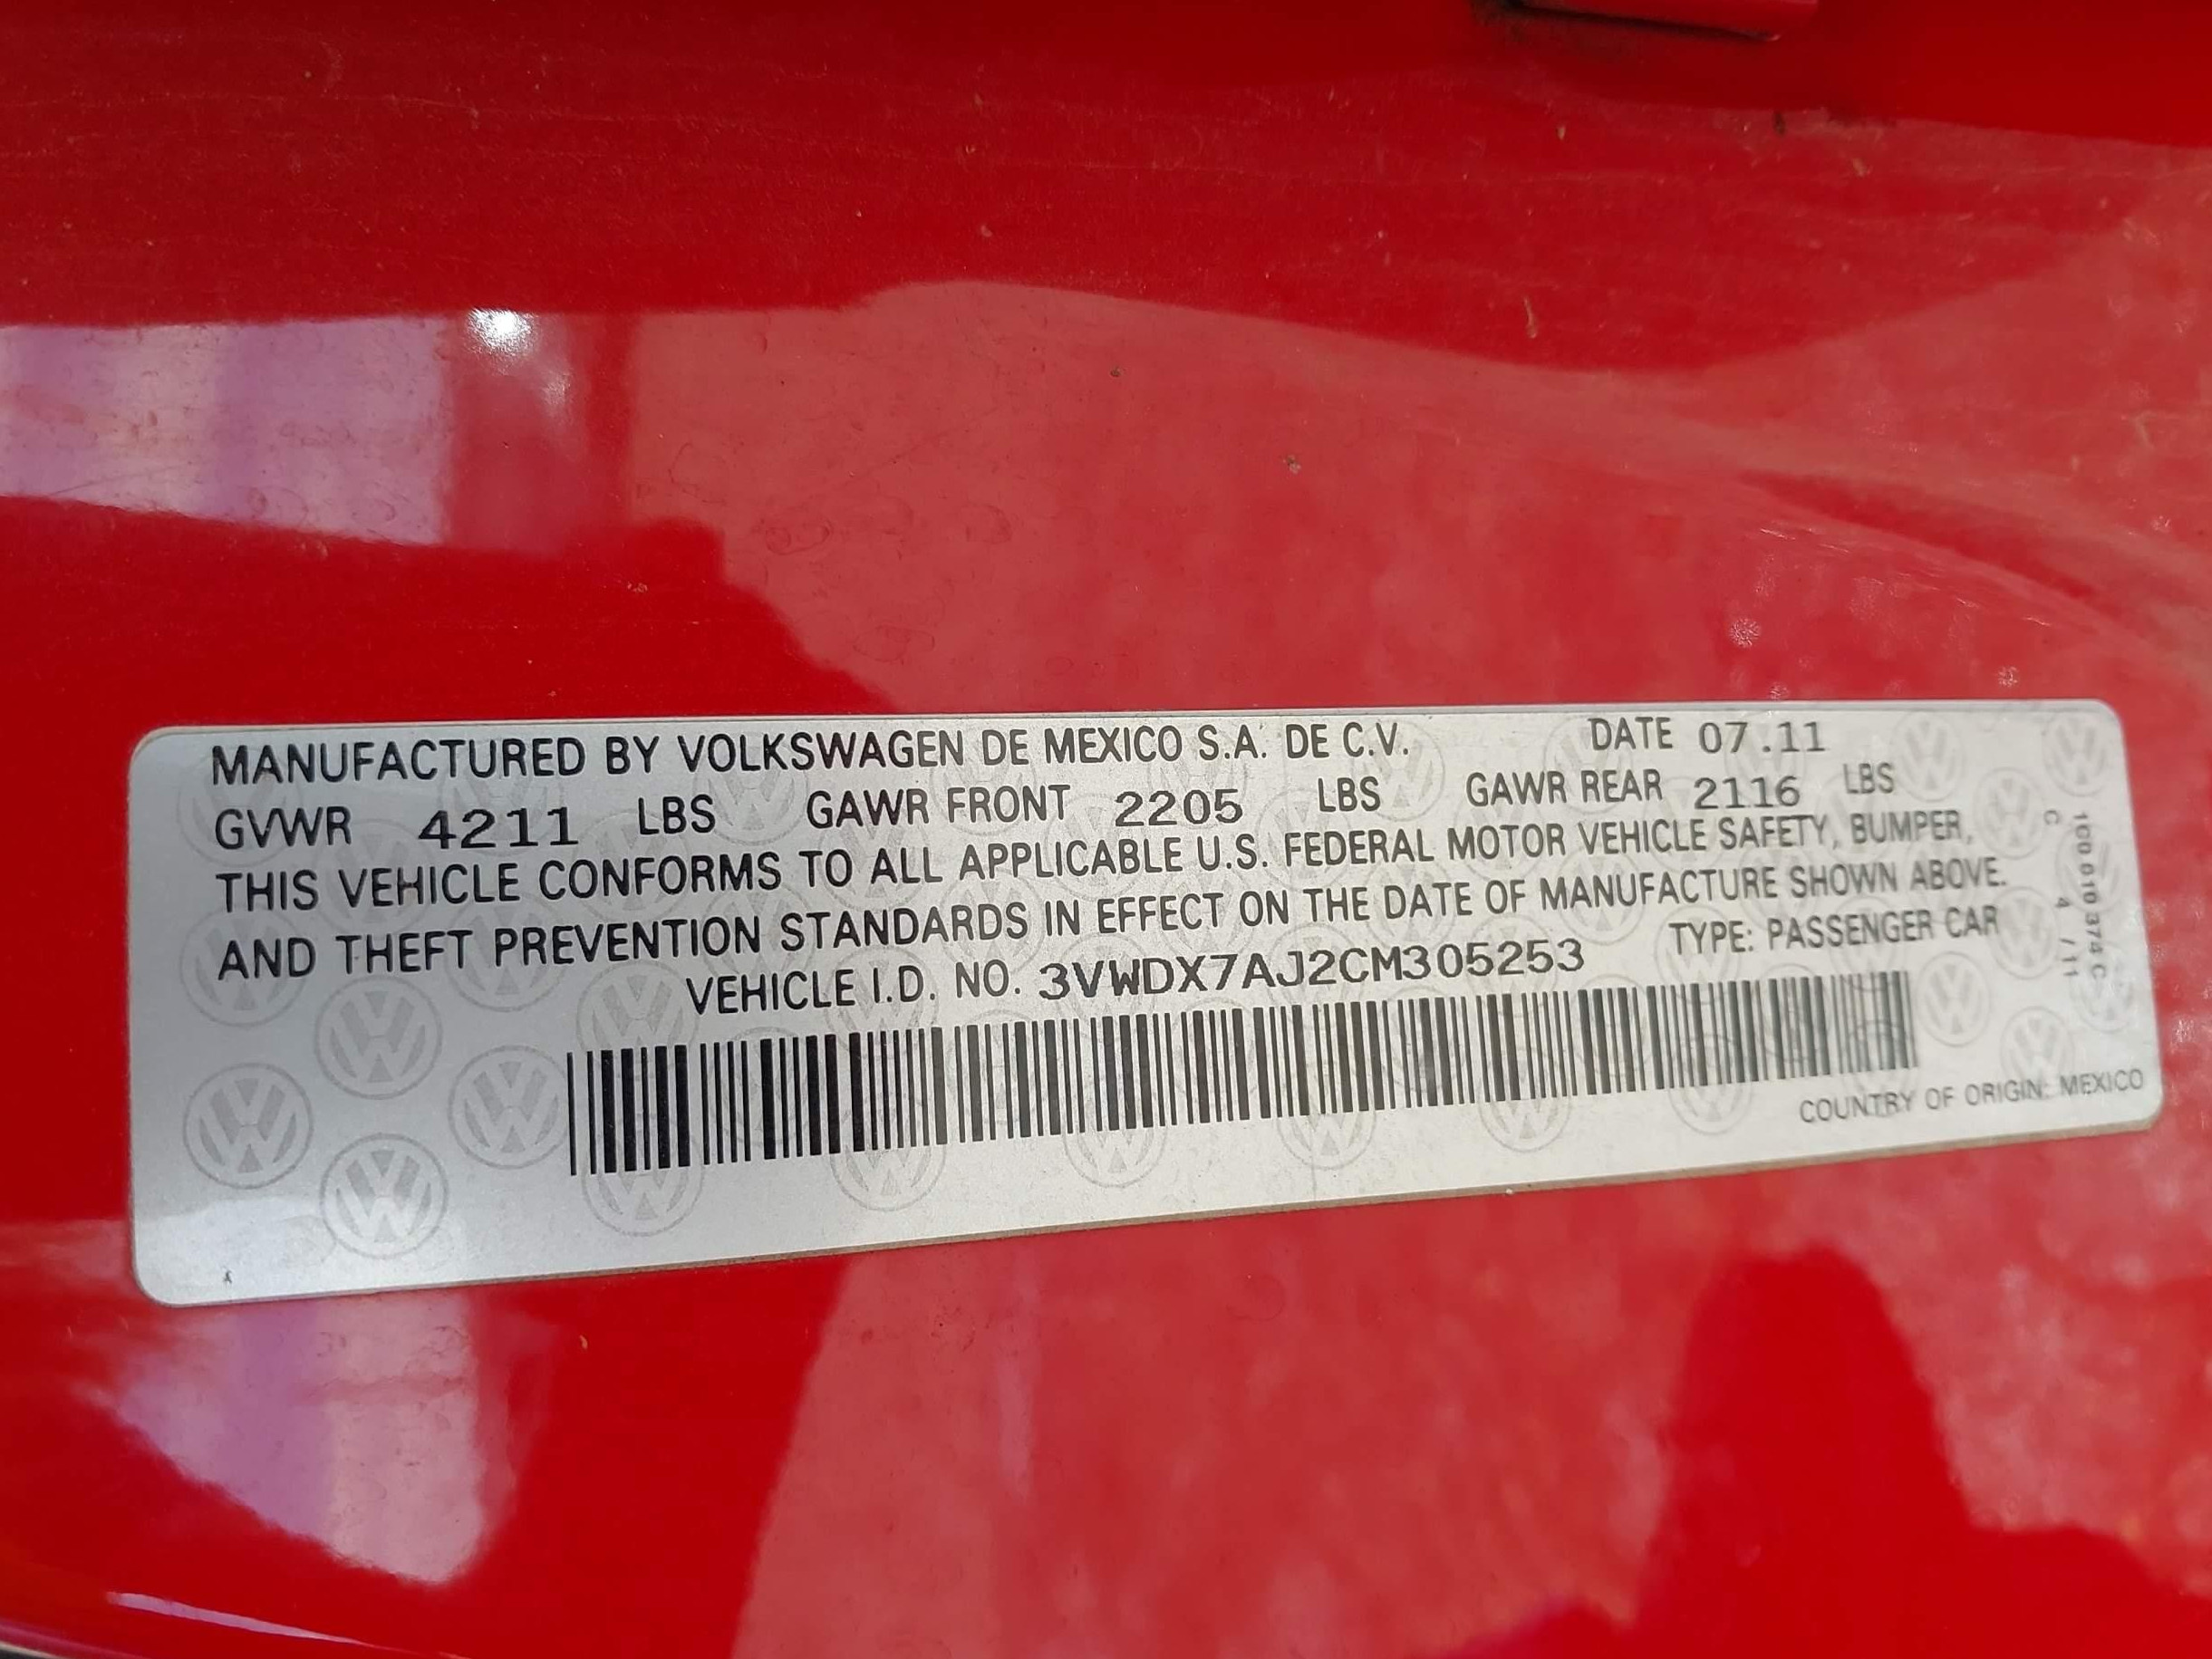 MANUFACTURED BY VOLKSWAGEN DE MEXICO S.A. DE C.V. DATE 07.11
GVWR 4211 LBS GAWR FRONT 2205 LBS GAWR REAR 2116 LBS
THIS VEHICLE CONFORMS TO ALL APPLICABLE U.S. FEDERAL MOTOR VEHICLE SAFETY, BUMPER,
AND THEFT PREVENTION STANDARDS IN EFFECT ON THE DATE OF MANUFACTURE SHOWN ABOVE.
VEHICLE I.D. NO. 3VWDX7AJ2CM305253 TYPE: PASSENGER CAR
COUNTRY OF ORIGIN: MEXICO
C 4 /11